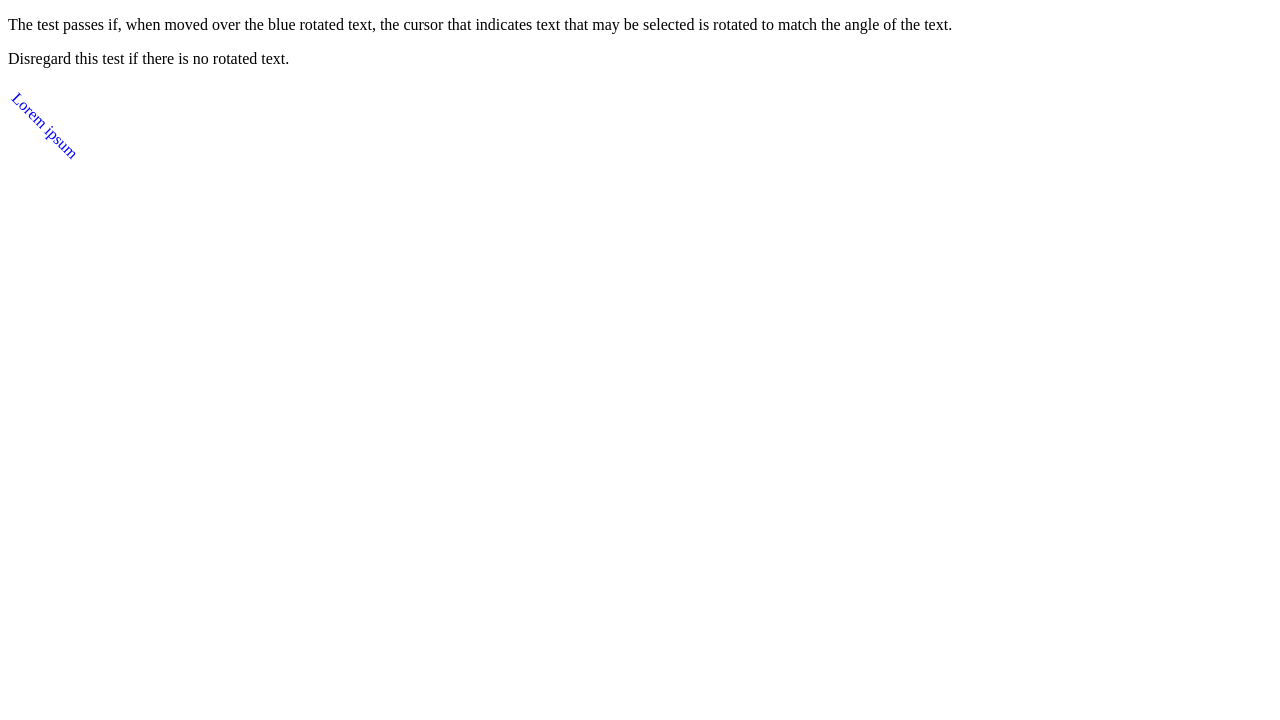 The test passes if, when moved over the blue rotated text, the cursor that indicates text that may be selected is rotated to match the angle of the text.
Disregard this test if there is no rotated text.
Lorem ipsum